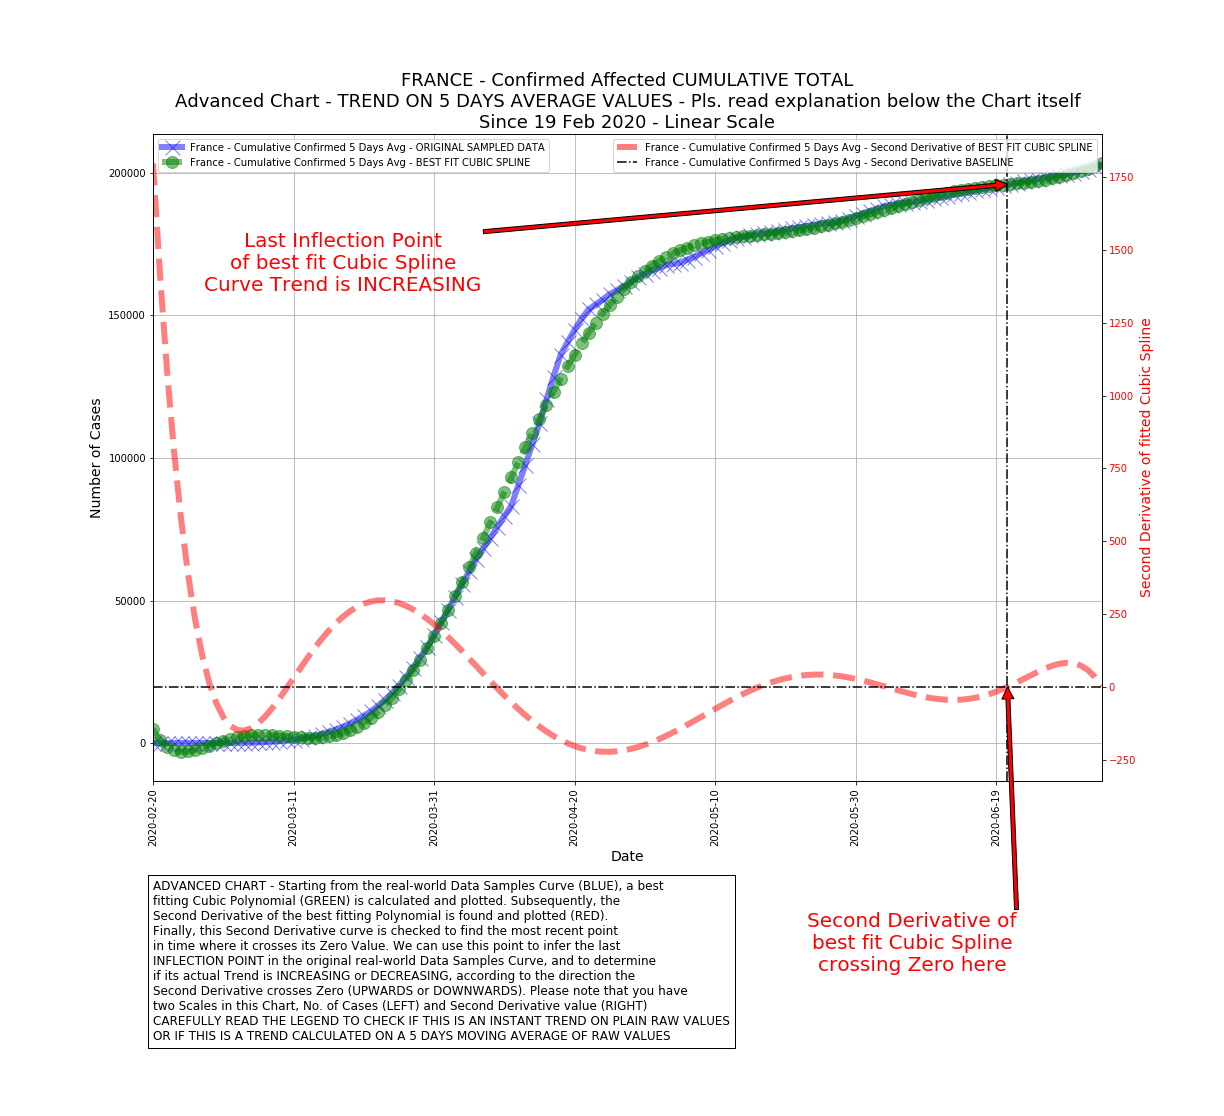 FRANCE - Confirmed Affected CUMULATIVE TOTAL
Advanced Chart - TREND ON 5 DAYS AVERAGE VALUES - Pls. read explanation below the Chart itself
Since 19 Feb 2020 - Linear Scale
France - Cumulative Confirmed 5 Days Avg - ORIGINAL SAMPLED DATA
France - Cumulative Confirmed 5 Days Avg - BEST FIT CUBIC SPLINE
France - Cumulative Confirmed 5 Days Avg - Second Derivative of BEST FIT CUBIC SPLINE
France - Cumulative Confirmed 5 Days Avg - Second Derivative BASELINE
Last Inflection Point
of best fit Cubic Spline
Curve Trend is INCREASING
Number of Cases
200000
150000
100000
50000
0
1750
1500
1250
1000
750
500
250
0
−250
Second Derivative of fitted Cubic Spline
2020-02-20
2020-03-11
2020-03-31
2020-04-20
2020-05-10
2020-05-30
2020-06-19
Date
ADVANCED CHART - Starting from the real-world Data Samples Curve (BLUE), a best
fitting Cubic Polynomial (GREEN) is calculated and plotted. Subsequently, the
Second Derivative of the best fitting Polynomial is found and plotted (RED).
Finally, this Second Derivative curve is checked to find the most recent point
in time where it crosses its Zero Value. We can use this point to infer the last
INFLECTION POINT in the original real-world Data Samples Curve, and to determine
if its actual Trend is INCREASING or DECREASING, according to the direction the
Second Derivative crosses Zero (UPWARDS or DOWNWARDS). Please note that you have
two Scales in this Chart, No. of Cases (LEFT) and Second Derivative value (RIGHT)
CAREFULLY READ THE LEGEND TO CHECK IF THIS IS AN INSTANT TREND ON PLAIN RAW VALUES
OR IF THIS IS A TREND CALCULATED ON A 5 DAYS MOVING AVERAGE OF RAW VALUES
Second Derivative of
best fit Cubic Spline
crossing Zero here